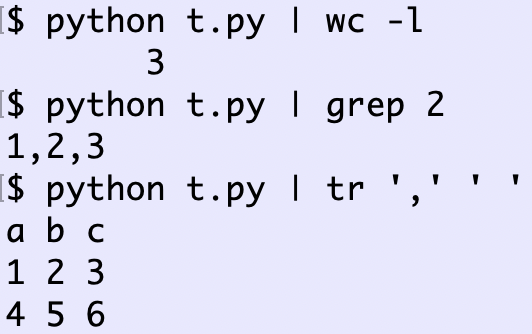 $ python t.py | wc -l
       3
$ python t.py | grep 2
1,2,3
$ python t.py | tr ',' ' '
a b c
1 2 3
4 5 6